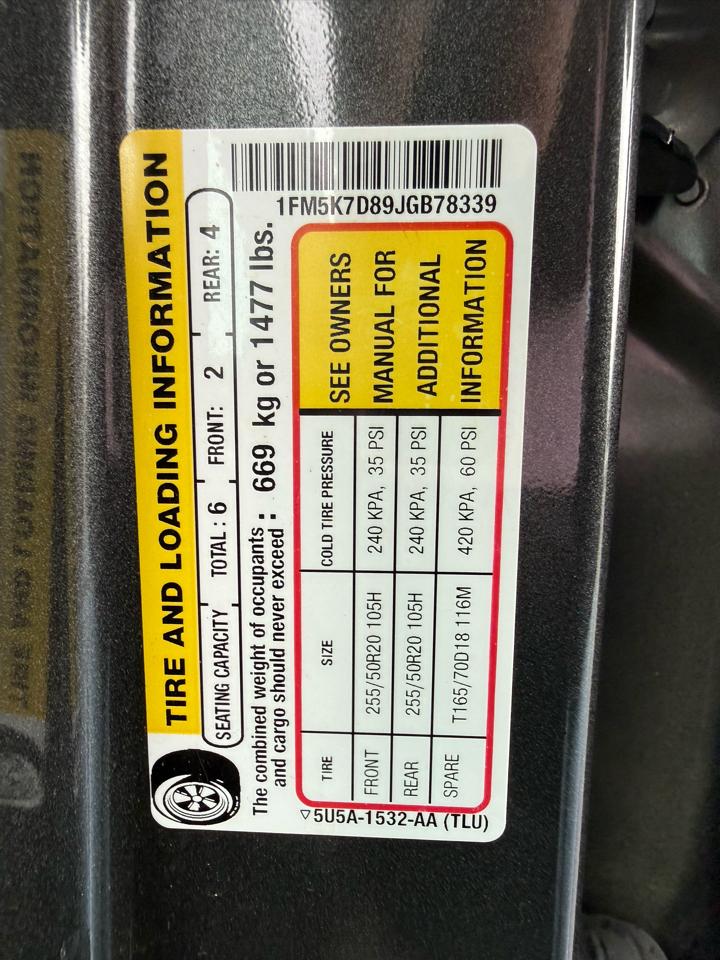 TIRE AND LOADING INFORMATION
SEATING CAPACITY TOTAL : 6 FRONT: 2 REAR: 4
The combined weight of occupants
and cargo should never exceed : 669 kg or 1477 lbs.
1FM5K7D89JGB78339
TIRE SIZE COLD TIRE PRESSURE
FRONT 255/50R20 105H 240 KPA, 35 PSI
REAR 255/50R20 105H 240 KPA, 35 PSI
SPARE T165/70D18 116M 420 KPA, 60 PSI
SEE OWNERS
MANUAL FOR
ADDITIONAL
INFORMATION
▽5U5A-1532-AA (TLU)